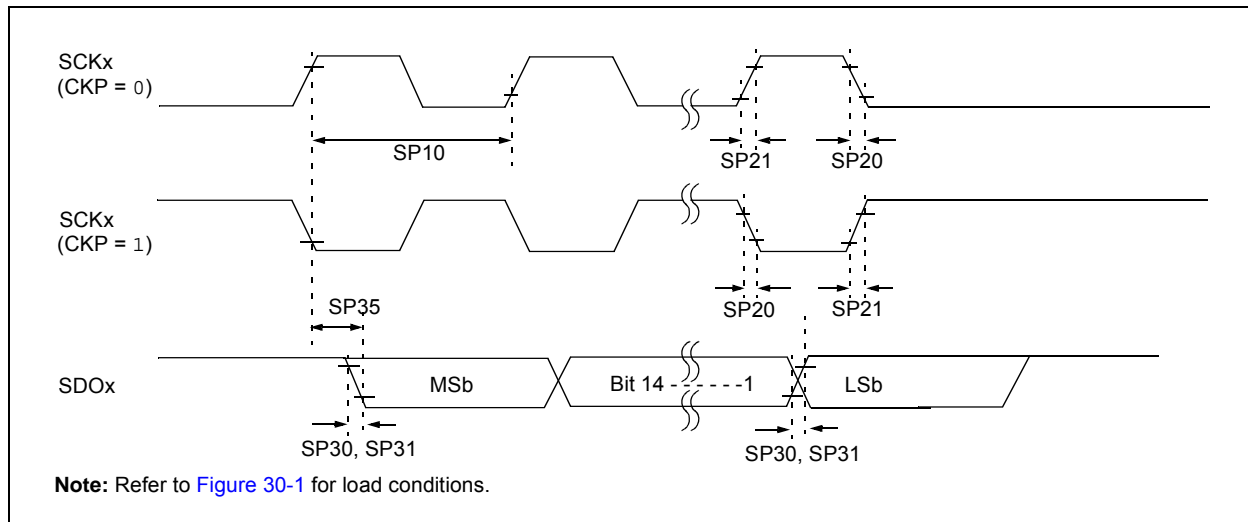 SCKx
(CKP = 0)
SP10
SP21
SP20
SCKx
(CKP = 1)
SP35
SP20
SP21
SDOx
MSb
Bit 14 - - - - - -1
LSb
SP30, SP31
SP30, SP31
Note: Refer to Figure 30-1 for load conditions.